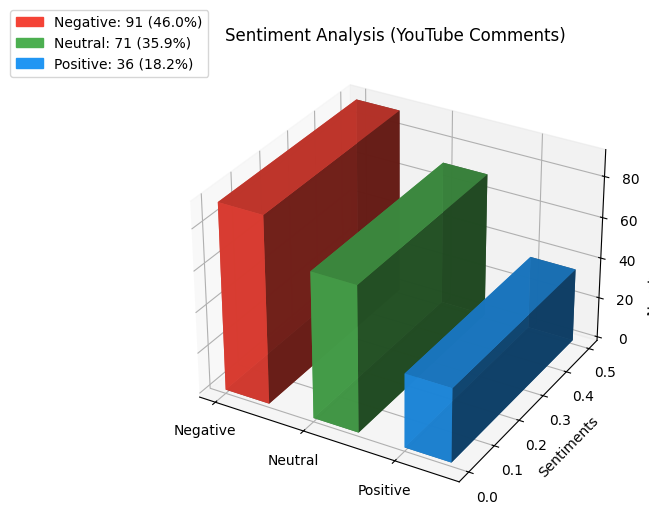 Negative: 91 (46.0%)
Neutral: 71 (35.9%)
Positive: 36 (18.2%)
Sentiment Analysis (YouTube Comments)
80
60
40
20
0
0.5
0.4
0.3
0.2
0.1
0.0
Sentiments
Negative
Neutral
Positive